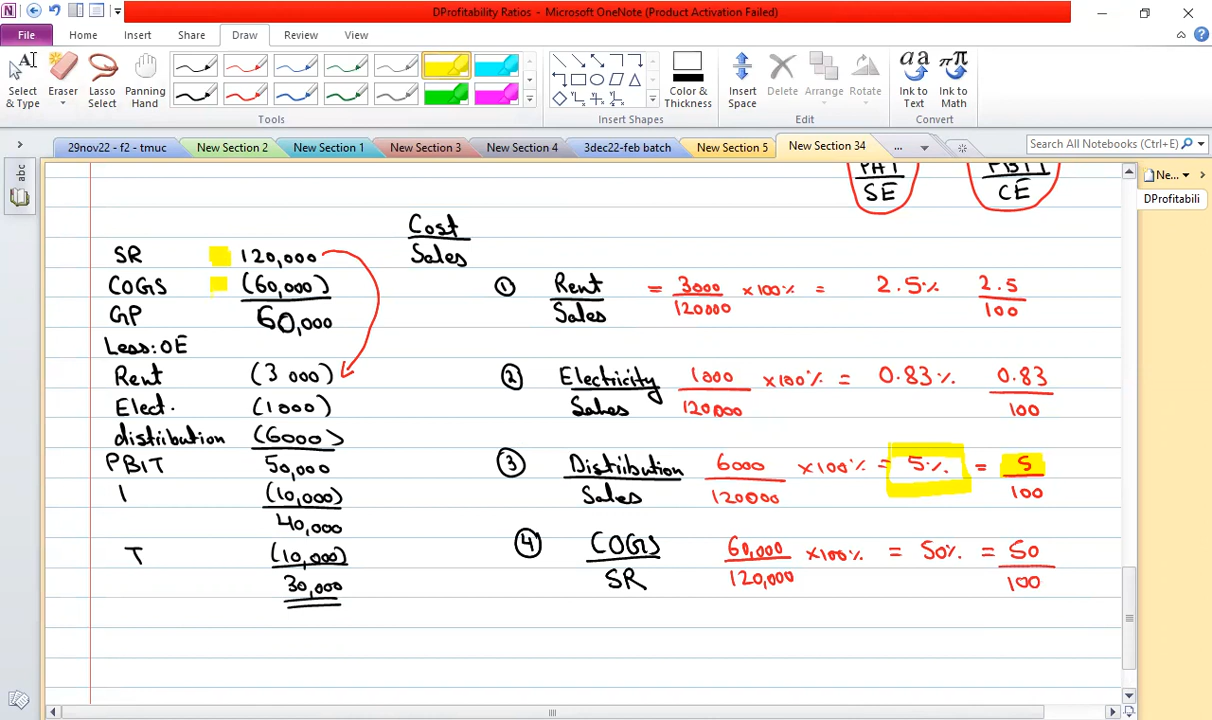 DProfitability Ratios - Microsoft OneNote (Product Activation Failed)
File Home Insert Share Draw Review View
Select & Type Eraser Lasso Select Panning Hand Color & Thickness Insert Space Delete Arrange Rotate Ink to Text Ink to Math
Tools Insert Shapes Edit Convert
29nov22 - f2 - tmuc New Section 2 New Section 1 New Section 3 New Section 4 3dec22-feb batch New Section 5 New Section 34 ... Search All Notebooks (Ctrl+E)
abc
Ne...
DProfitabili
PAT PBIT
SE CE
Cost
Sales
SR 120,000
COGS (60,000)
GP 60,000
Less: OE
Rent (3 000)
Elect. (1000)
distribution (6000)
PBIT 50,000
I (10,000)
40,000
T (10,000)
30,000
① Rent = 3000 ×100% = 2.5% 2.5
Sales 120000 100
② Electricity 1000 ×100% = 0.83% 0.83
Sales 120000 100
③ Distribution 6000 ×100% = 5% = 5
Sales 120000 100
④ COGS 60,000 ×100% = 50% = 50
SR 120,000 100